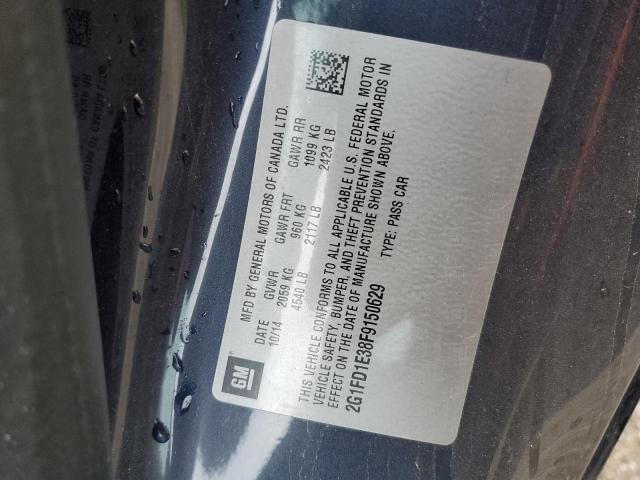 GM
MFD BY GENERAL MOTORS OF CANADA LTD.
DATE GVWR GAWR FRT GAWR RR
10/14 2059 KG 960 KG 1099 KG
4540 LB 2117 LB 2423 LB
THIS VEHICLE CONFORMS TO ALL APPLICABLE U.S. FEDERAL MOTOR
VEHICLE SAFETY, BUMPER, AND THEFT PREVENTION STANDARDS IN
EFFECT ON THE DATE OF MANUFACTURE SHOWN ABOVE.
2G1FD1E38F9150629 TYPE: PASS CAR